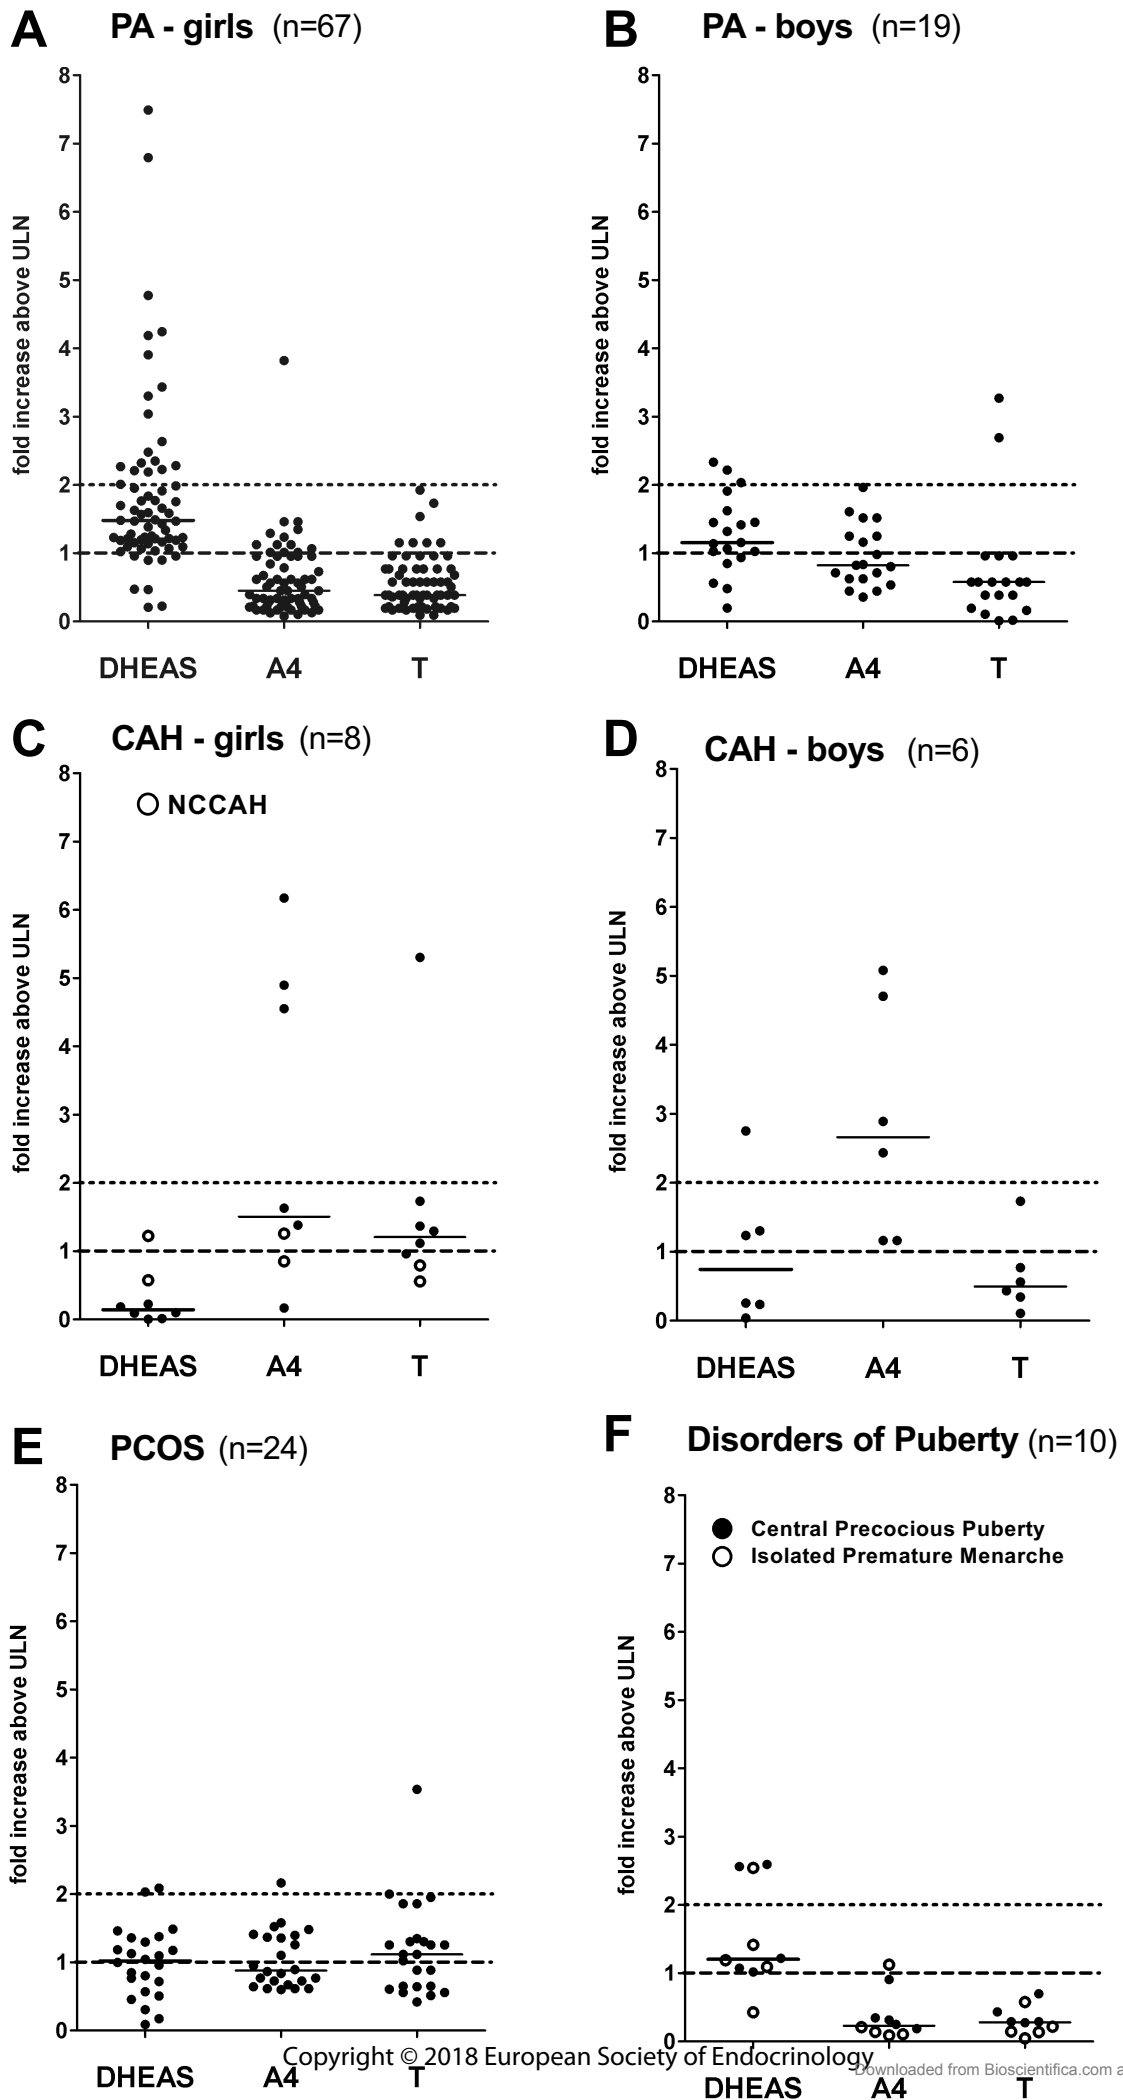 A PA - girls (n=67)
8
7
6
5
4
3
2
1
0
fold increase above ULN
DHEAS A4 T
B PA - boys (n=19)
8
7
6
5
4
3
2
1
0
fold increase above ULN
DHEAS A4 T
C CAH - girls (n=8)
8
7
6
5
4
3
2
1
0
fold increase above ULN
NCCAH
DHEAS A4 T
D CAH - boys (n=6)
8
7
6
5
4
3
2
1
0
fold increase above ULN
DHEAS A4 T
E PCOS (n=24)
8
7
6
5
4
3
2
1
0
fold increase above ULN
DHEAS A4 T
F Disorders of Puberty (n=10)
8
7
6
5
4
3
2
1
0
fold increase above ULN
Central Precocious Puberty
Isolated Premature Menarche
DHEAS A4 T
Copyright © 2018 European Society of Endocrinology
Downloaded from Bioscientifica.com a